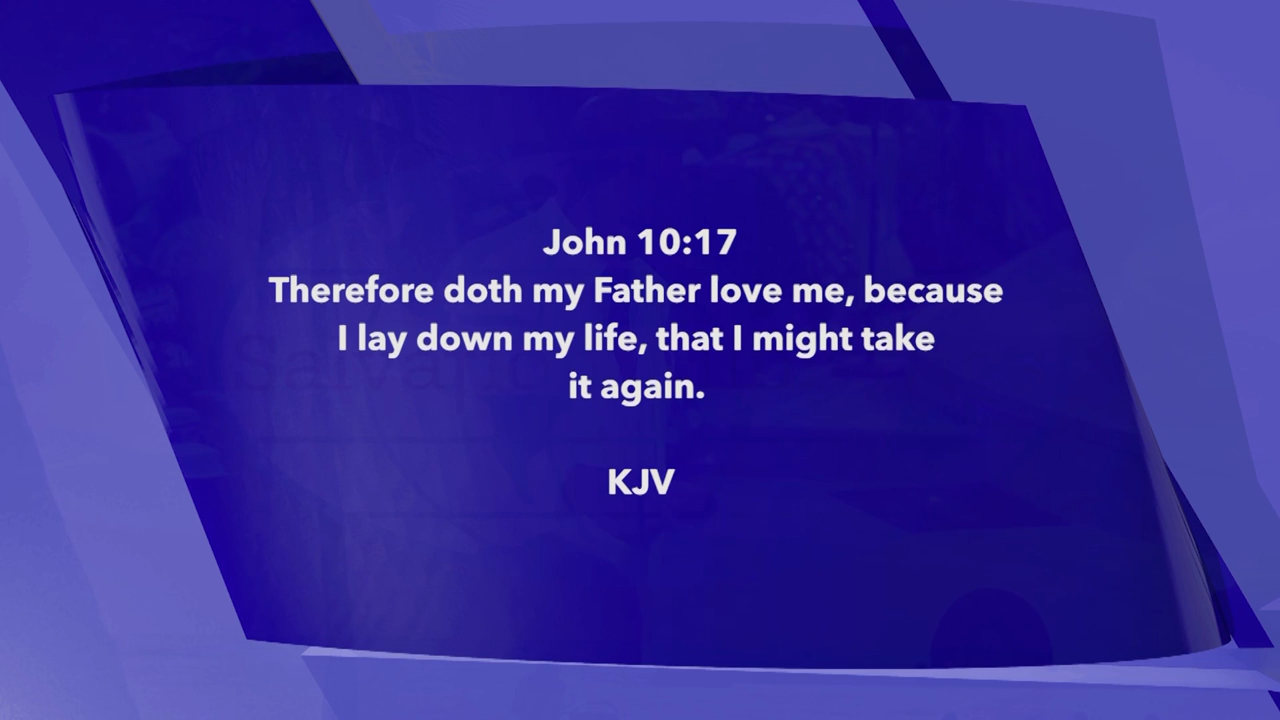 John 10:17
Therefore doth my Father love me, because
I lay down my life, that I might take
it again.
KJV